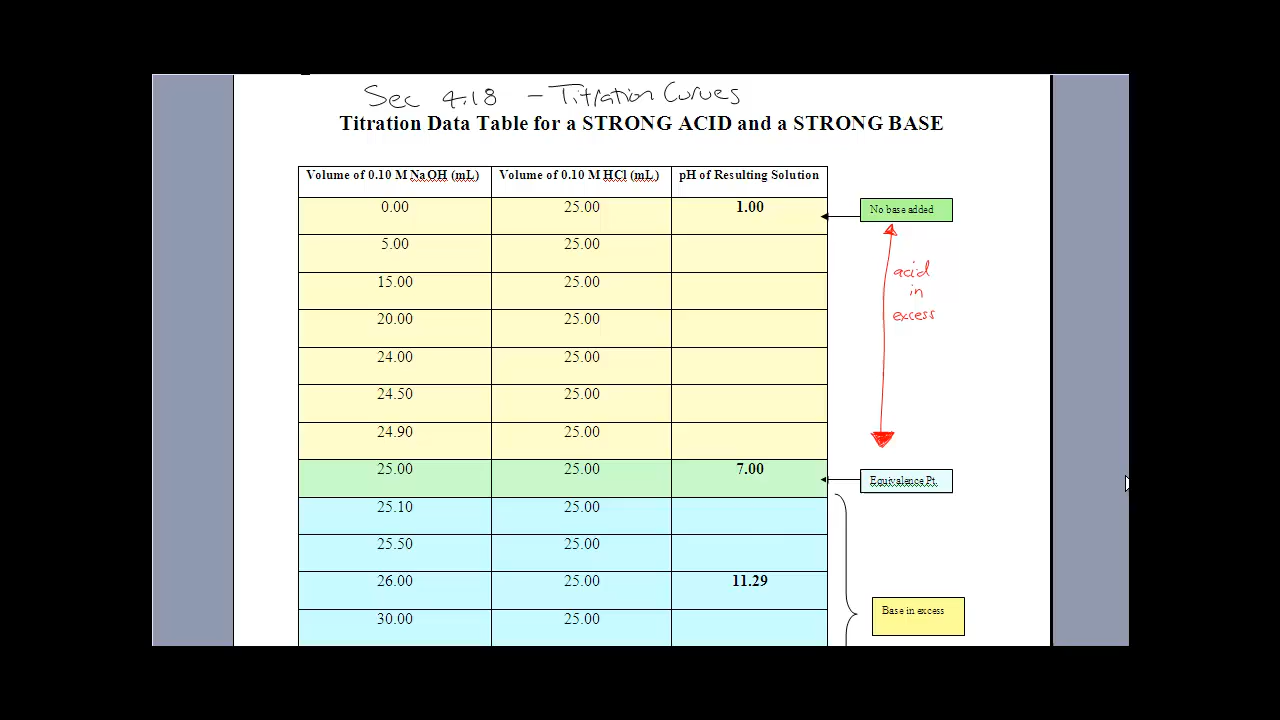 Sec 4.18 - Titration Curves
Titration Data Table for a STRONG ACID and a STRONG BASE
Volume of 0.10 M NaOH (mL) Volume of 0.10 M HCl (mL) pH of Resulting Solution
0.00 25.00 1.00 No base added
5.00 25.00
acid
15.00 25.00
in
excess
20.00 25.00
24.00 25.00
24.50 25.00
24.90 25.00
25.00 25.00 7.00 Equivalence Pt.
25.10 25.00
25.50 25.00
26.00 25.00 11.29
Base in excess
30.00 25.00